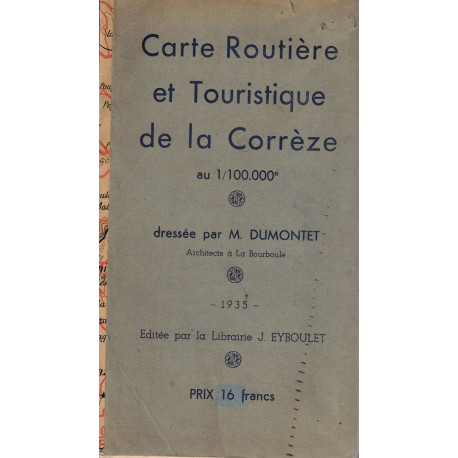 Carte Routière
et Touristique
de la Corrèze
au 1/100.000e
dressée par M. DUMONTET
Architecte à La Bourboule
- 1935 -
Editée par la Librairie J. EYBOULET
PRIX 16 francs